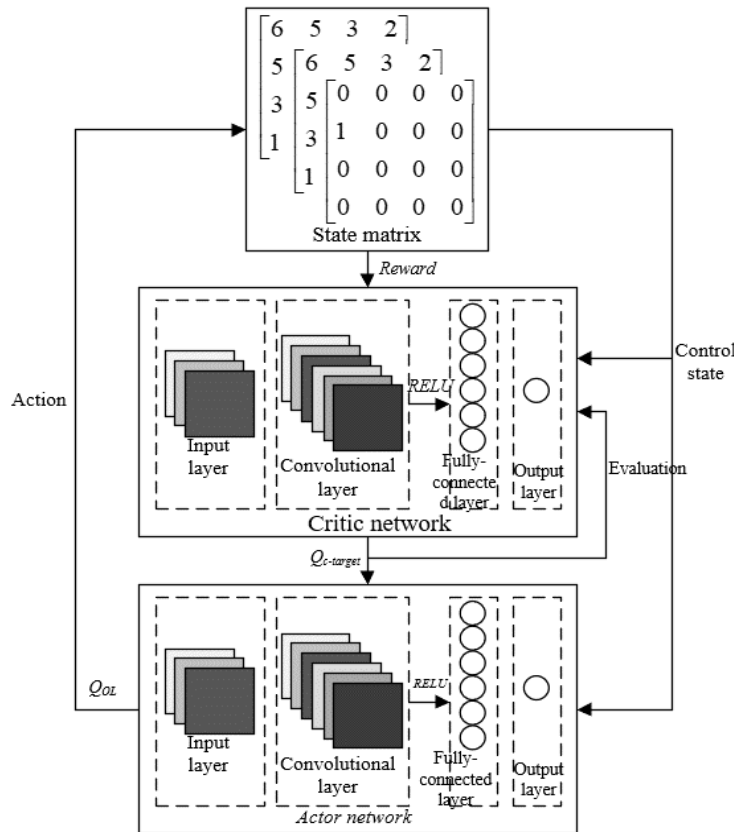 6 5 3 2
5 6 5 3 2
5 0 0 0 0
3
3 1 0 0 0
1
1 0 0 0 0
0 0 0 0
State matrix
Reward
RELU
Input
layer
Convolutional
layer
Fully-
connecte
d layer
Output
layer
Critic network
Control
state
Action
Evaluation
Qc-target
QOL
RELU
Input
layer
Convolutional
layer
Fully-
connected
layer
Output
layer
Actor network